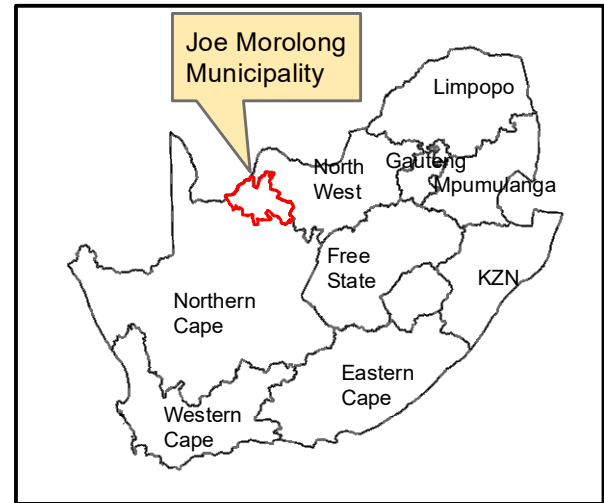 Joe Morolong
Municipality
Limpopo
North
West
Gauteng
Mpumulanga
Free
State
KZN
Northern
Cape
Eastern
Cape
Western
Cape